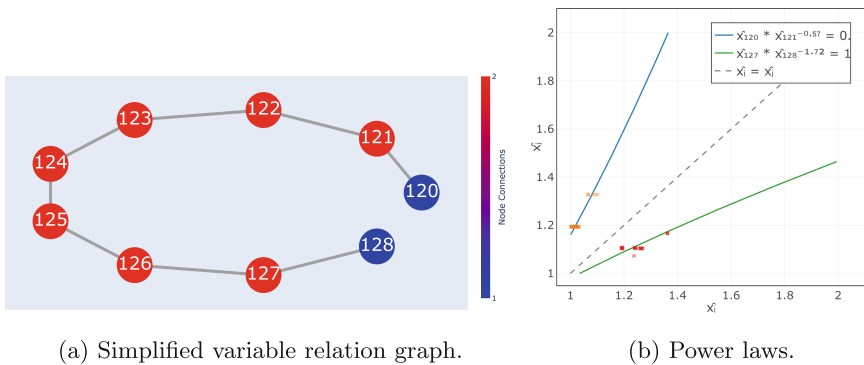 123
122
121
124
120
125
128
126
127
2
Node Connections
1
x̂₁₂₀ * x̂₁₂₁⁻⁰·⁵⁷ = 0.
x̂₁₂₇ * x̂₁₂₈⁻¹·⁷² = 1
x̂ᵢ = x̂ᵢ
2
1.8
1.6
1.4
1.2
1
x̂ᵢ
1
1.2
1.4
1.6
1.8
2
x̂ᵢ
(a) Simplified variable relation graph.
(b) Power laws.